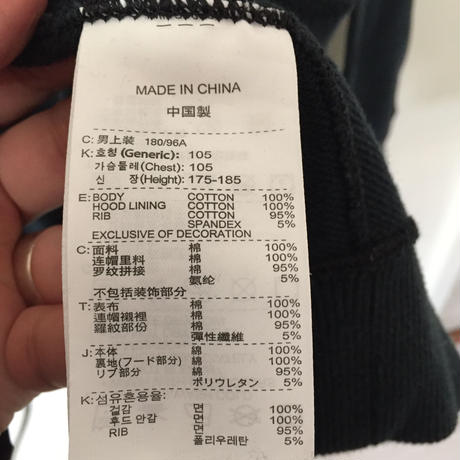 MADE IN CHINA
中国製
C: 男上装 180/96A
K: 호칭 (Generic): 105
가슴둘레(Chest): 105
신 장(Height): 175-185
E: BODY COTTON 100%
HOOD LINING COTTON 100%
RIB COTTON 95%
SPANDEX 5%
EXCLUSIVE OF DECORATION
C: 面料 棉 100%
连帽里料 棉 100%
罗纹拼接 棉 95%
氨纶 5%
不包括装饰部分
T: 表布 棉 100%
連帽襯裡 棉 100%
羅紋部份 棉 95%
彈性纖維 5%
J: 本体 綿 100%
裏地(フード部分) 綿 100%
リブ部分 綿 95%
ポリウレタン 5%
K: 섬유혼용율:
겉감 면 100%
후드 안감 면 100%
RIB 면 95%
폴리우레탄 5%